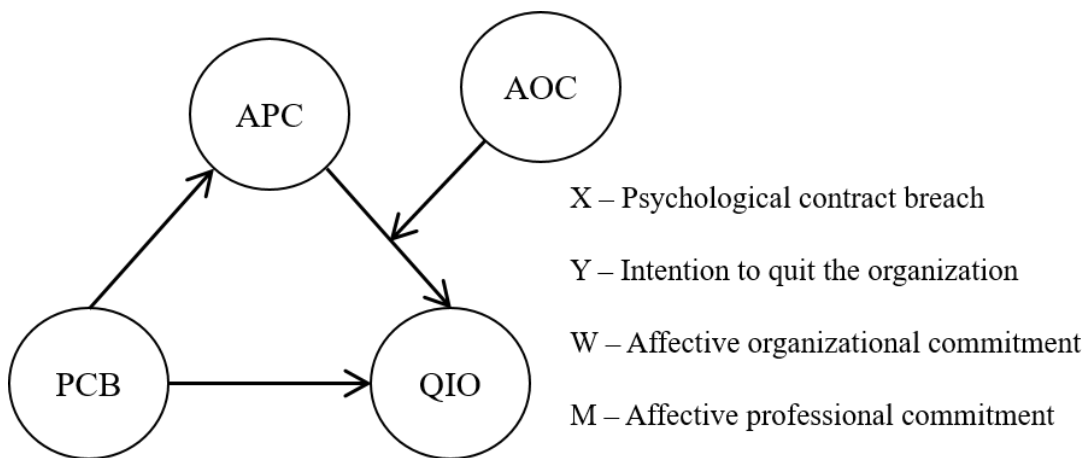 APC
AOC
X – Psychological contract breach
Y – Intention to quit the organization
PCB
QIO
W – Affective organizational commitment
M – Affective professional commitment